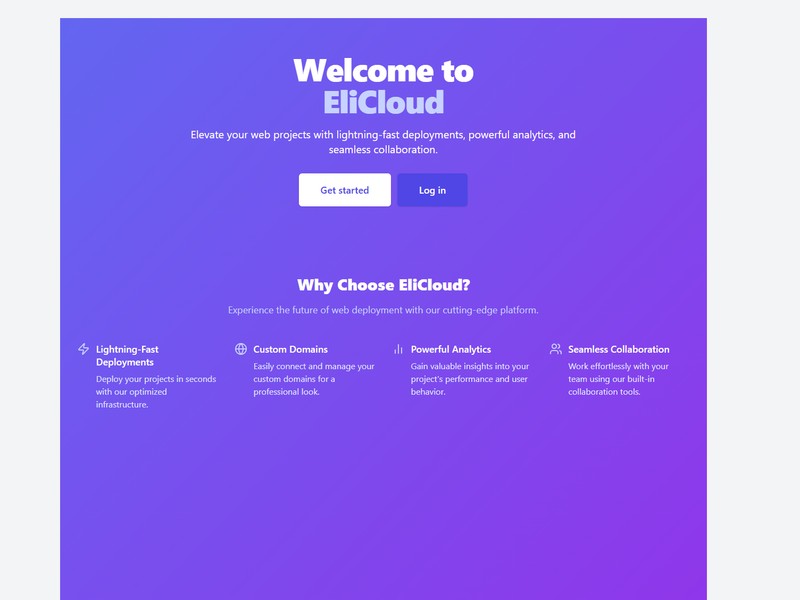 Welcome to
EliCloud
Elevate your web projects with lightning-fast deployments, powerful analytics, and
seamless collaboration.
Get started
Log in
Why Choose EliCloud?
Experience the future of web deployment with our cutting-edge platform.
Lightning-Fast
Deployments
Deploy your projects in seconds
with our optimized
infrastructure.
Custom Domains
Easily connect and manage your
custom domains for a
professional look.
Powerful Analytics
Gain valuable insights into your
project's performance and user
behavior.
Seamless Collaboration
Work effortlessly with your
team using our built-in
collaboration tools.